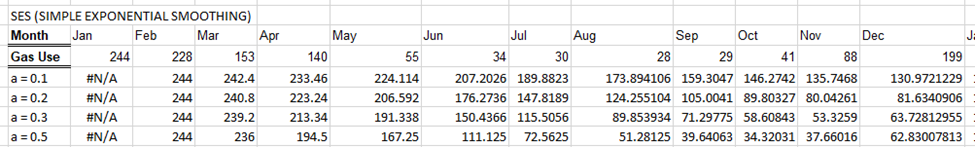 SES (SIMPLE EXPONENTIAL SMOOTHING)
Month Jan Feb Mar Apr May Jun Jul Aug Sep Oct Nov Dec
Gas Use 244 228 153 140 55 34 30 28 29 41 88 199
a = 0.1 #N/A 244 242.4 233.46 224.114 207.2026 189.8823 173.894106 159.3047 146.2742 135.7468 130.9721229
a = 0.2 #N/A 244 240.8 223.24 206.592 176.2736 147.8189 124.255104 105.0041 89.80327 80.04261 81.6340906
a = 0.3 #N/A 244 239.2 213.34 191.338 150.4366 115.5056 89.853934 71.29775 58.60843 53.3259 63.72812955
a = 0.5 #N/A 244 236 194.5 167.25 111.125 72.5625 51.28125 39.64063 34.32031 37.66016 62.83007813